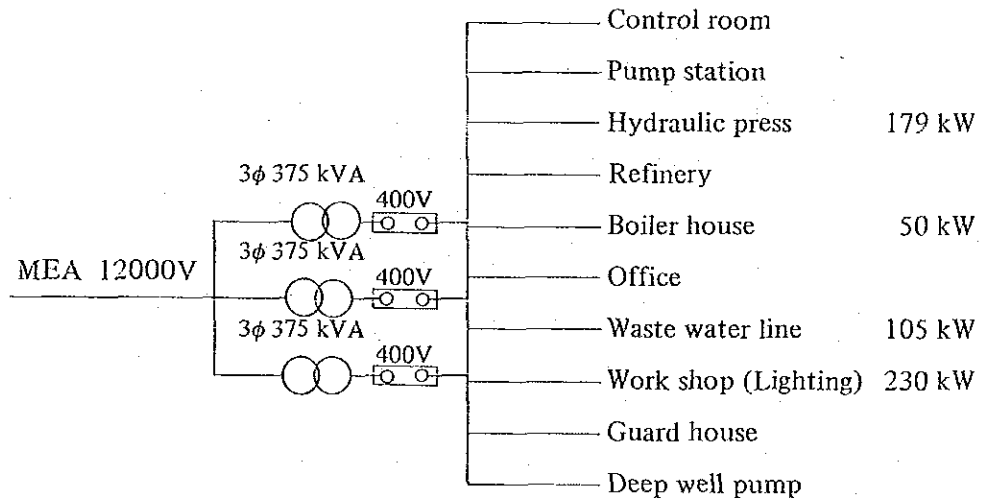 Control room
Pump station
Hydraulic press 179 kW
3φ 375 kVA
Refinery
400V
Boiler house 50 kW
3φ 375 kVA
MEA 12000V
400V
Office
3φ 375 kVA
Waste water line 105 kW
400V
Work shop (Lighting) 230 kW
Guard house
Deep well pump